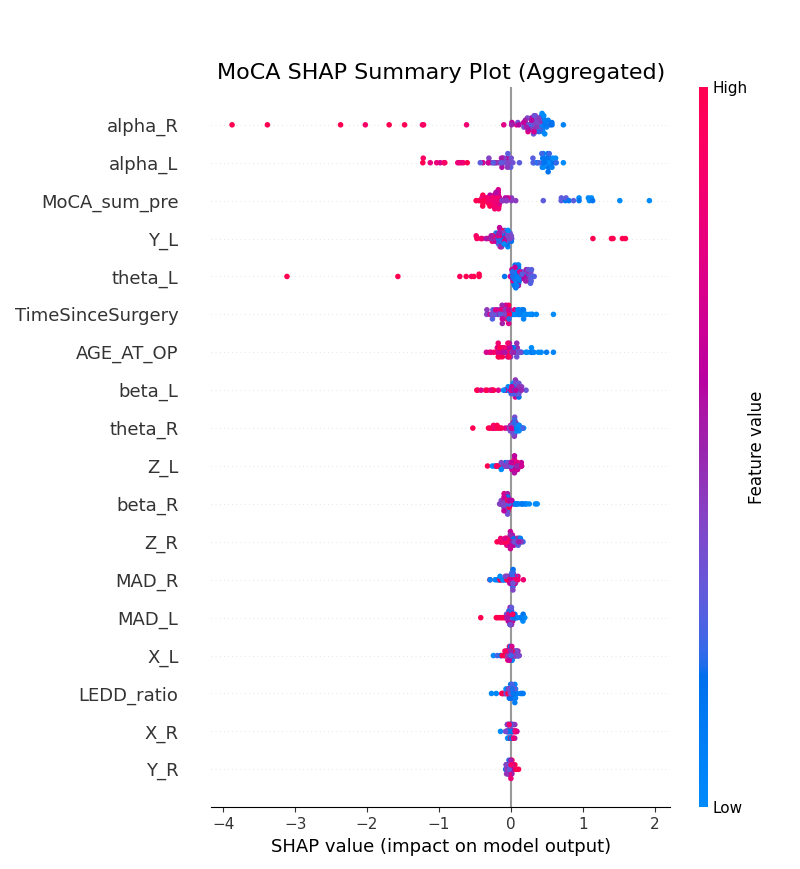 MoCA SHAP Summary Plot (Aggregated)
High
alpha_R
alpha_L
MoCA_sum_pre
Y_L
theta_L
TimeSinceSurgery
AGE_AT_OP
beta_L
theta_R
Z_L
beta_R
Z_R
MAD_R
MAD_L
X_L
LEDD_ratio
X_R
Y_R
Feature value
Low
−4 −3 −2 −1 0 1 2
SHAP value (impact on model output)